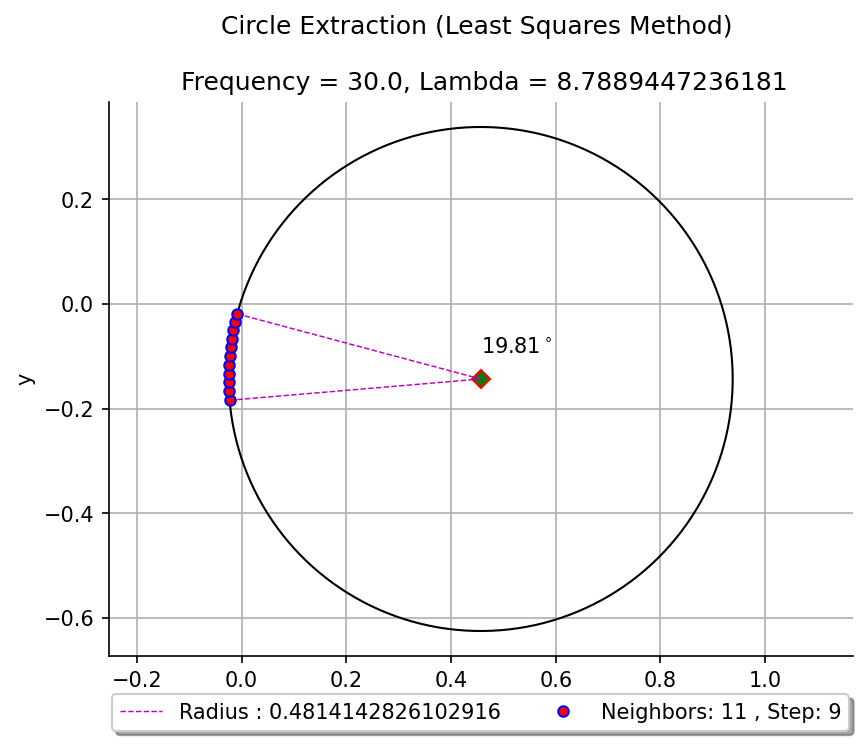 Circle Extraction (Least Squares Method)
Frequency = 30.0, Lambda = 8.7889447236181
0.2
0.0
−0.2
−0.4
−0.6
y
19.81°
−0.2 0.0 0.2 0.4 0.6 0.8 1.0
Radius : 0.4814142826102916 Neighbors: 11 , Step: 9